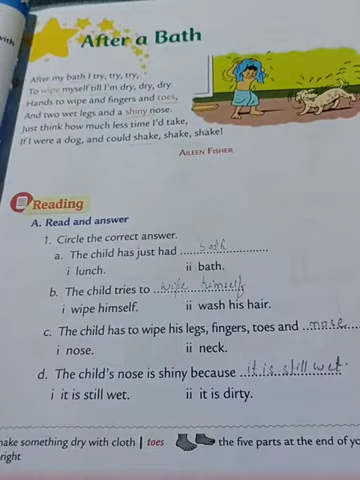 with
After a Bath
After my bath I try, try, try,
To wipe myself till I'm dry, dry, dry
Hands to wipe and fingers and toes,
And two wet legs and a shiny nose.
Just think how much less time I'd take,
If I were a dog, and could shake, shake, shake!
AILEEN FISHER
Reading
A. Read and answer
1. Circle the correct answer.
a. The child has just had ....bath....
i lunch. ii bath.
b. The child tries to ..wipe himself
i wipe himself. ii wash his hair.
c. The child has to wipe his legs, fingers, toes and ..nose....
i nose. ii neck.
d. The child's nose is shiny because ..it is still wet.
i it is still wet. ii it is dirty.
make something dry with cloth | toes the five parts at the end of yo
right